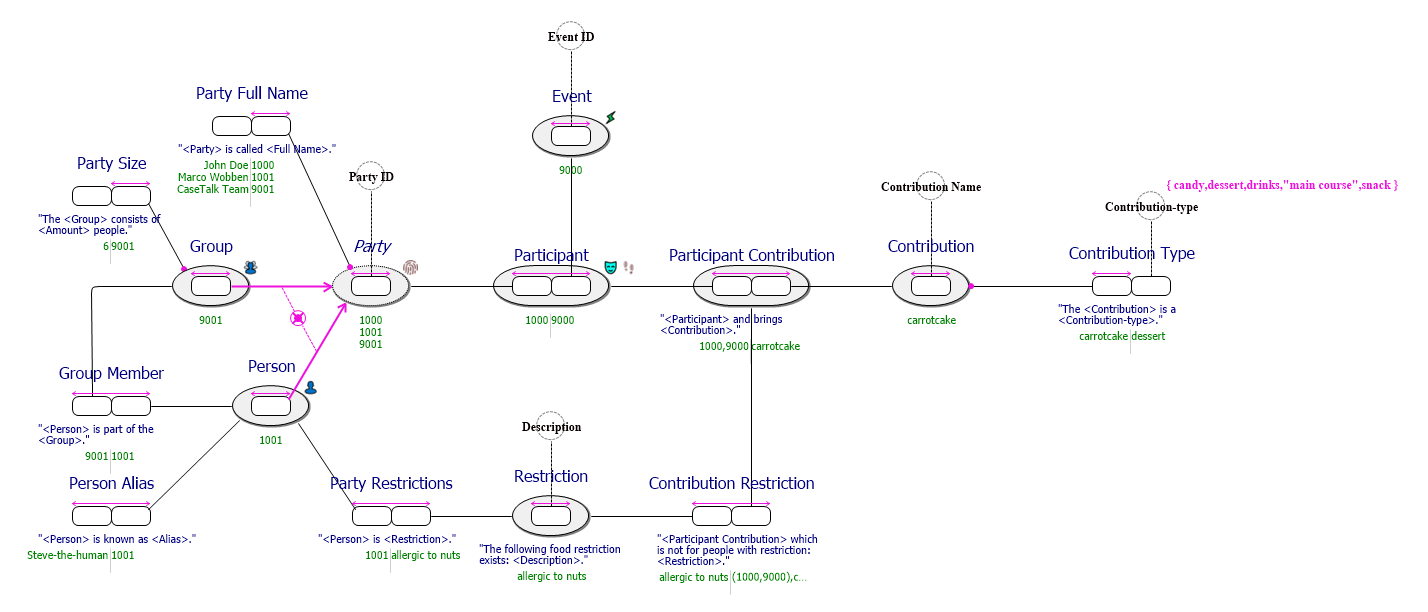 Event ID
Party Full Name
Event
"<Party> is called <Full Name>."
John Doe 1000
Marco Wobben 1001
CaseTalk Team 9001
Party Size
"The <Group> consists of
<Amount> people."
6 9001
Party ID
9000
Contribution Name
{ candy,dessert,drinks,"main course",snack }
Contribution-type
Group
Party
Participant
Participant Contribution
Contribution
Contribution Type
9001
1000
1001
9001
1000 9000
"<Participant> and brings
<Contribution>."
1000,9000 carrotcake
carrotcake
"The <Contribution> is a
<Contribution-type>."
carrotcake dessert
Group Member
Person
"<Person> is part of the
<Group>."
9001 1001
1001
Description
Person Alias
Party Restrictions
Restriction
Contribution Restriction
"<Person> is known as <Alias>."
Steve-the-human 1001
"<Person> is <Restriction>."
1001 allergic to nuts
"The following food restriction
exists: <Description>."
allergic to nuts
"<Participant Contribution> which
is not for people with restriction:
<Restriction>."
allergic to nuts (1000,9000),c...